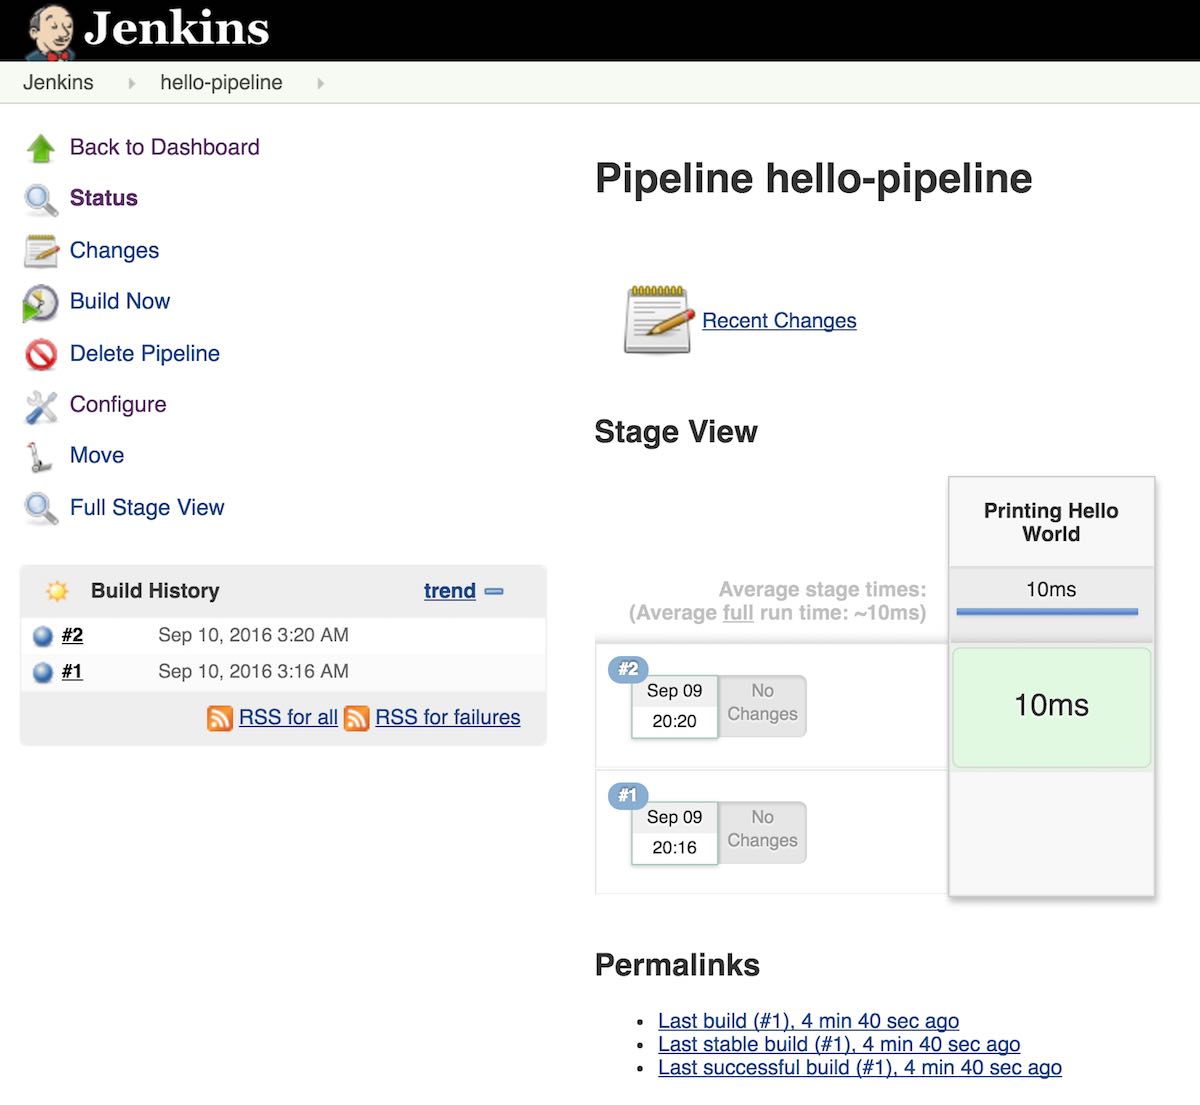 Jenkins
Jenkins hello-pipeline
Back to Dashboard
Status
Changes
Build Now
Delete Pipeline
Configure
Move
Full Stage View
Build History trend
#2 Sep 10, 2016 3:20 AM
#1 Sep 10, 2016 3:16 AM
RSS for all RSS for failures
Pipeline hello-pipeline
Recent Changes
Stage View
Printing Hello
World
Average stage times:
(Average full run time: ~10ms)
10ms
#2
Sep 09
20:20
No
Changes
10ms
#1
Sep 09
20:16
No
Changes
Permalinks
Last build (#1), 4 min 40 sec ago
Last stable build (#1), 4 min 40 sec ago
Last successful build (#1), 4 min 40 sec ago